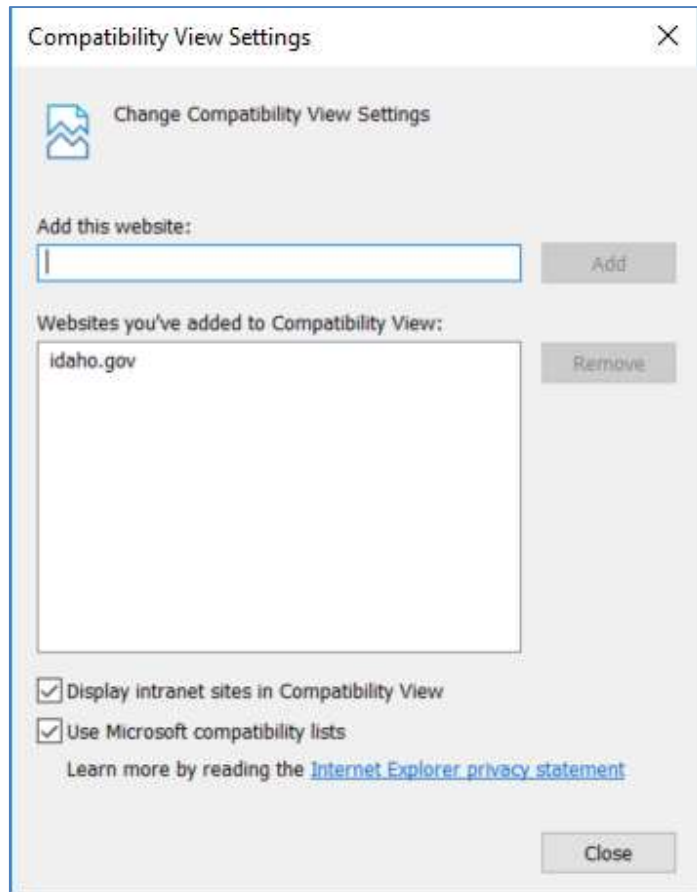 Compatibility View Settings
Change Compatibility View Settings
Add this website:
Add
Websites you've added to Compatibility View:
idaho.gov
Remove
Display intranet sites in Compatibility View
Use Microsoft compatibility lists
Learn more by reading the Internet Explorer privacy statement
Close